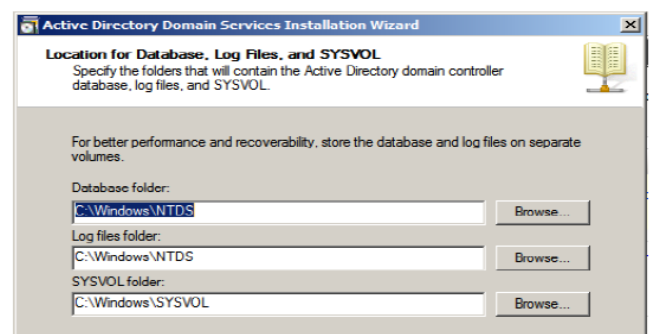 Active Directory Domain Services Installation Wizard
Location for Database, Log Files, and SYSVOL
Specify the folders that will contain the Active Directory domain controller
database, log files, and SYSVOL.
For better performance and recoverability, store the database and log files on separate
volumes.
Database folder:
C:\Windows\NTDS
Browse...
Log files folder:
C:\Windows\NTDS
Browse...
SYSVOL folder:
C:\Windows\SYSVOL
Browse...